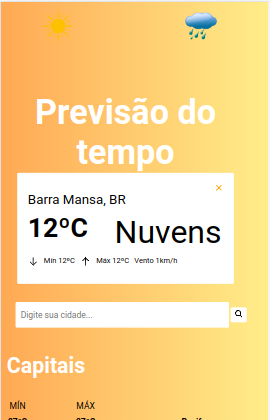 Previsão do
tempo
Barra Mansa, BR
12ºC
Nuvens
Min 12ºC Máx 12ºC Vento 1km/h
Digite sua cidade...
Capitais
MÍN MÁX